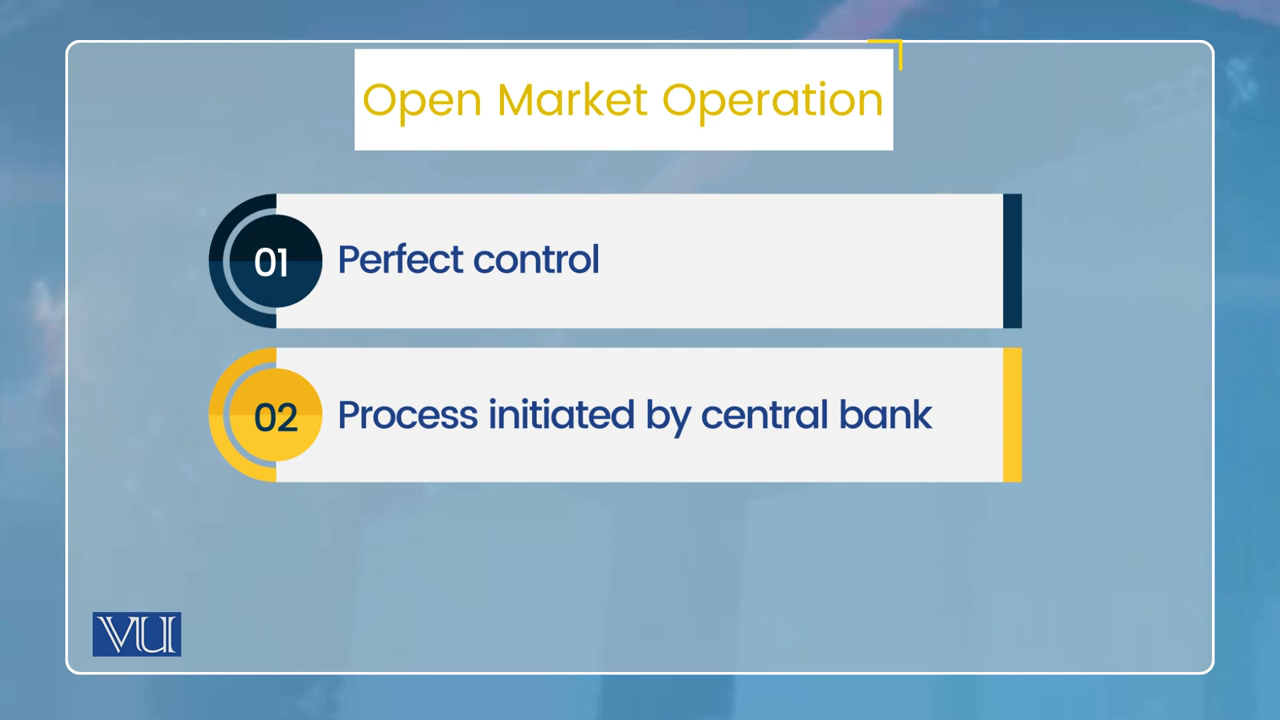 Open Market Operation
01 Perfect control
02 Process initiated by central bank
VU